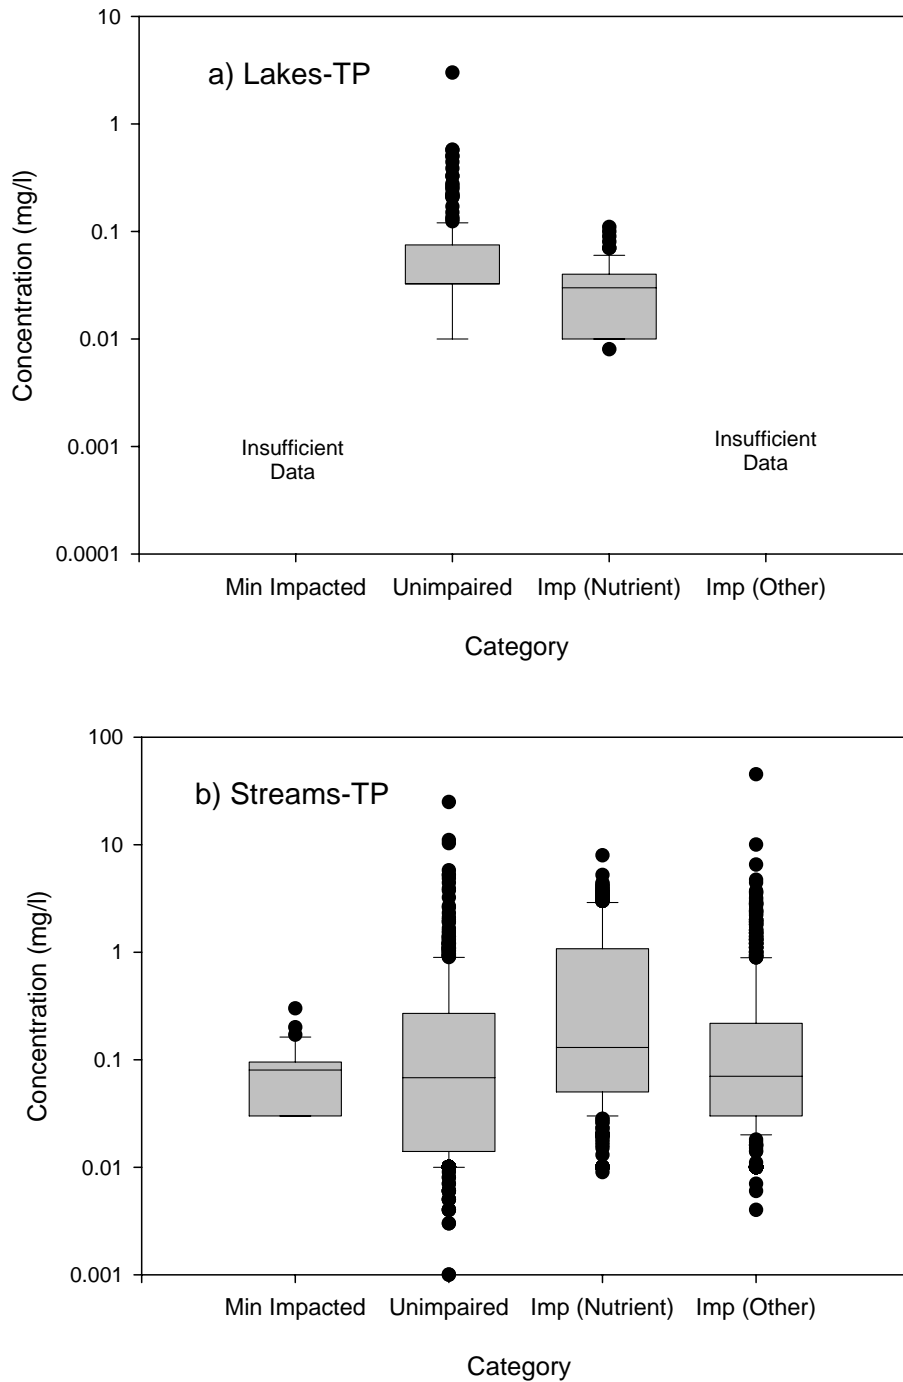 a) Lakes-TP
Concentration (mg/l)
10
1
0.1
0.01
0.001
0.0001
Insufficient
Data
Insufficient
Data
Min Impacted Unimpaired Imp (Nutrient) Imp (Other)
Category
b) Streams-TP
Concentration (mg/l)
100
10
1
0.1
0.01
0.001
Min Impacted Unimpaired Imp (Nutrient) Imp (Other)
Category